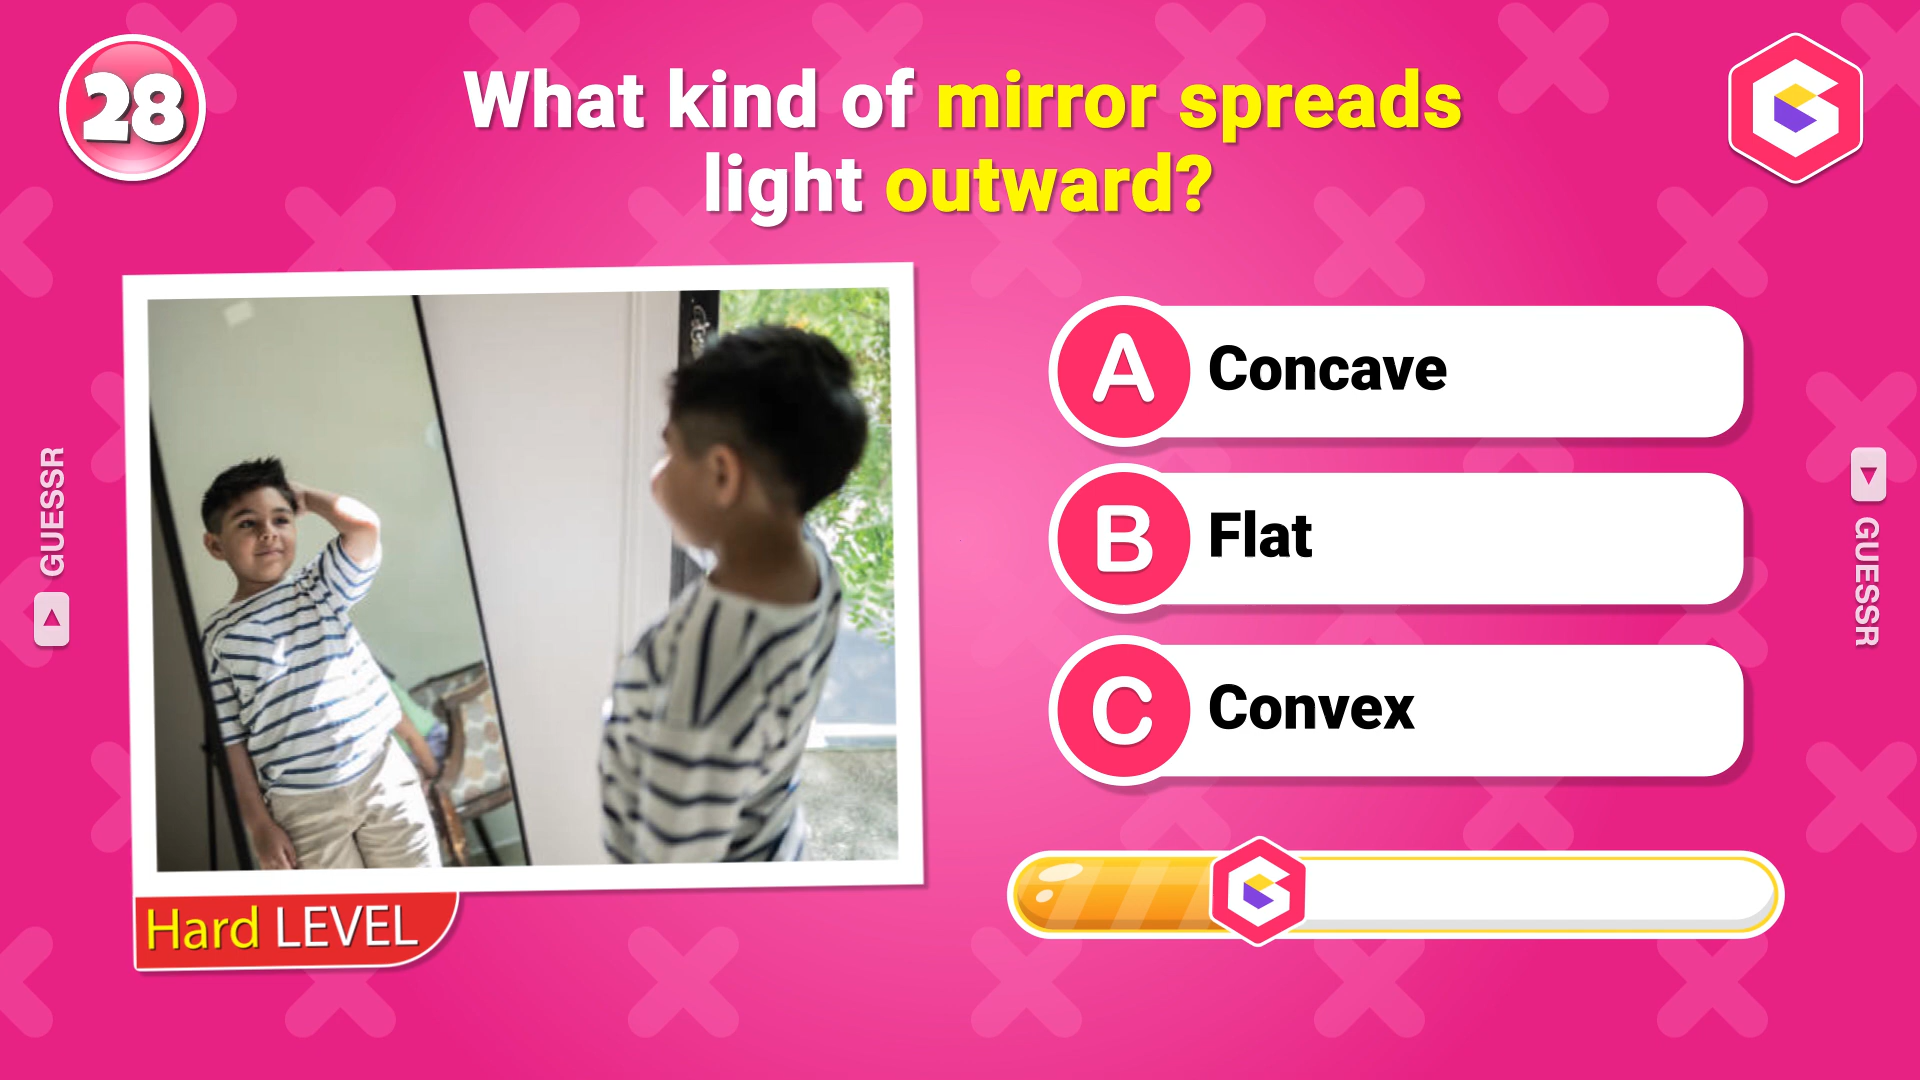 28
What kind of mirror spreads
light outward?
A Concave
B Flat
C Convex
Hard LEVEL
GUESSR
GUESSR